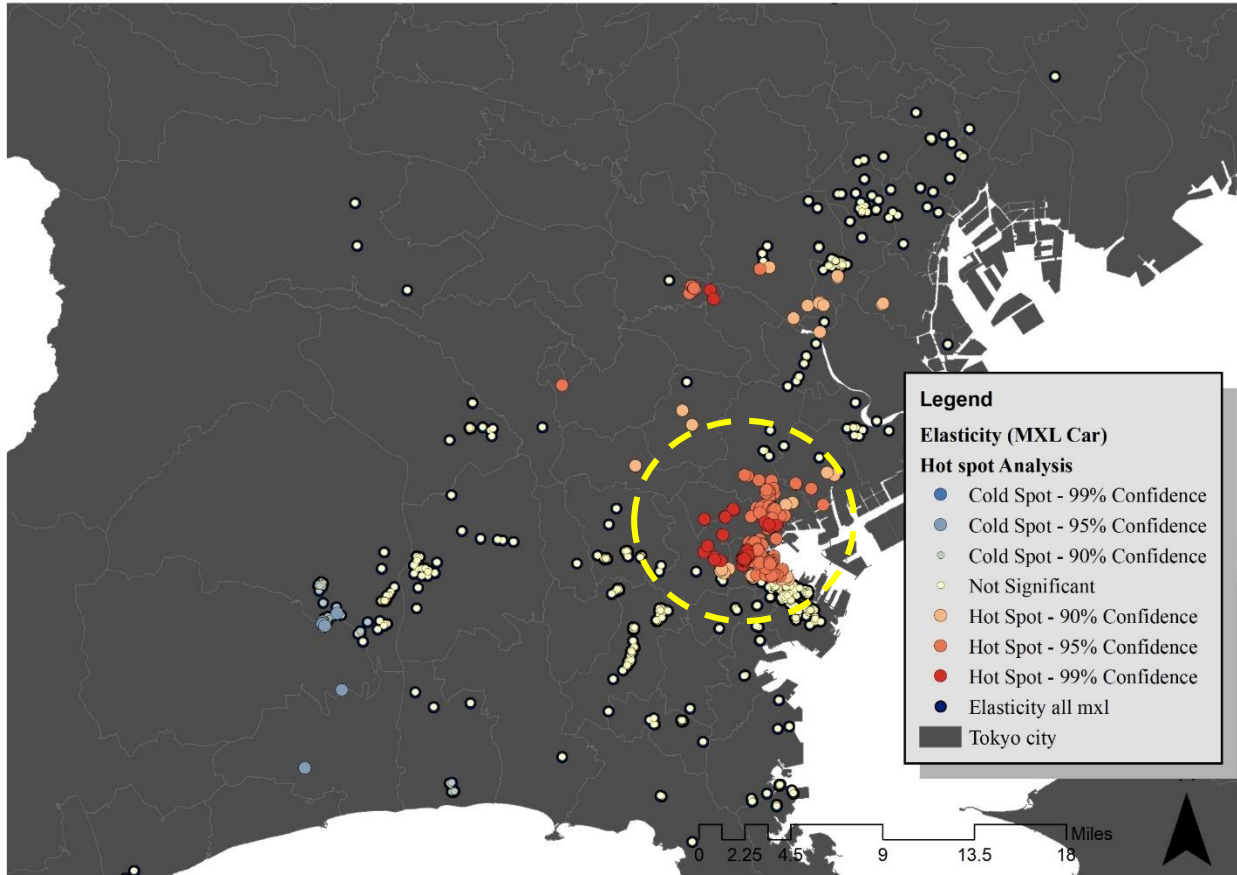 Legend
Elasticity (MXL Car)
Hot spot Analysis
Cold Spot - 99% Confidence
Cold Spot - 95% Confidence
Cold Spot - 90% Confidence
Not Significant
Hot Spot - 90% Confidence
Hot Spot - 95% Confidence
Hot Spot - 99% Confidence
Elasticity all mxl
Tokyo city
Miles
0 2.25 4.5 9 13.5 18